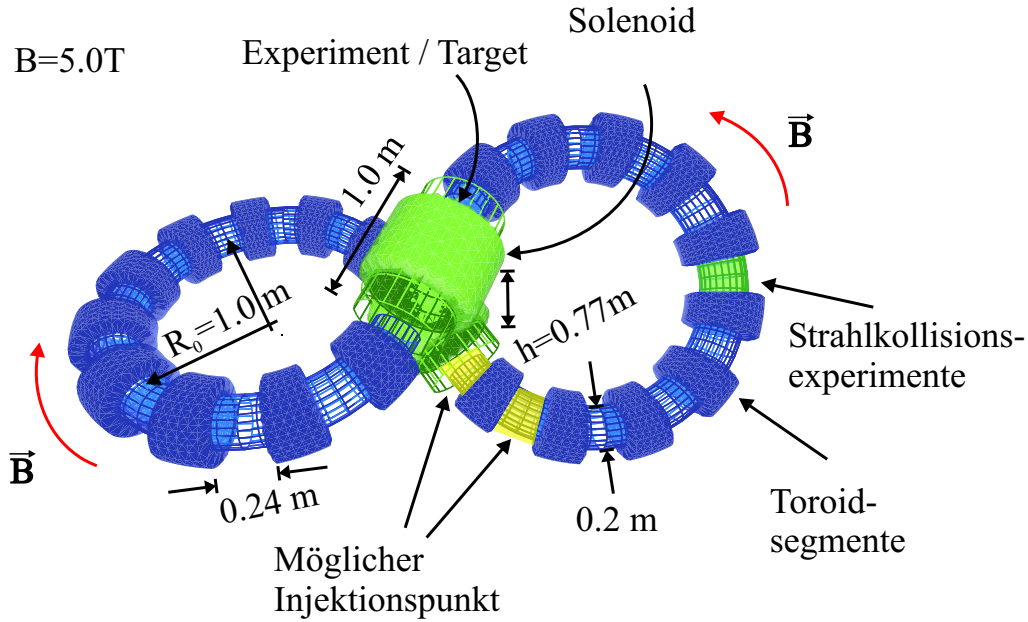 B=5.0T
Experiment / Target
Solenoid
B
1.0 m
R₀=1.0 m
h=0.77m
Strahlkollisions-
experimente
B
0.24 m
0.2 m
Toroid-
segmente
Möglicher
Injektionspunkt